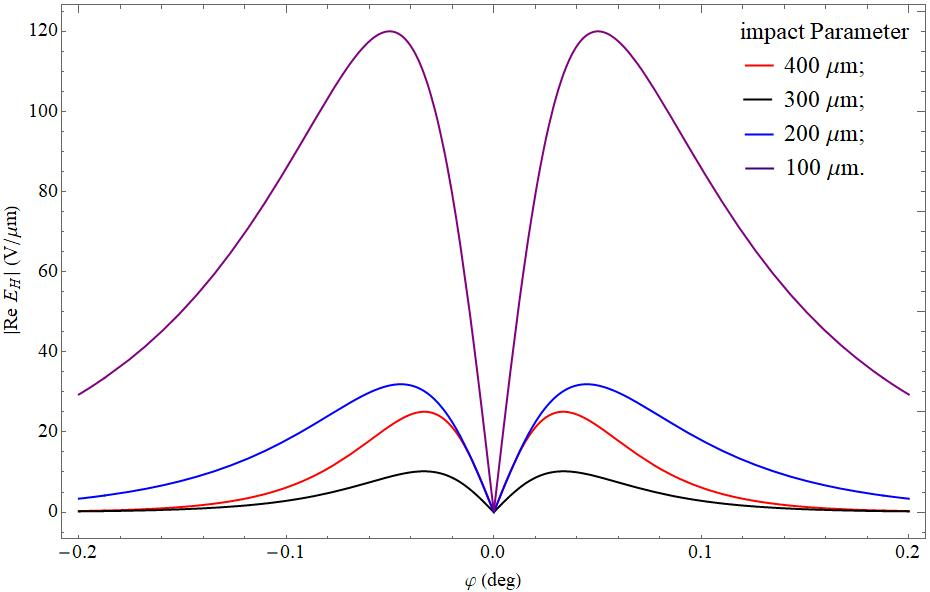 impact Parameter
400 μm;
300 μm;
200 μm;
100 μm.
120
100
80
60
40
20
0
|Re E_H| (V/μm)
−0.2 −0.1 0.0 0.1 0.2
φ (deg)